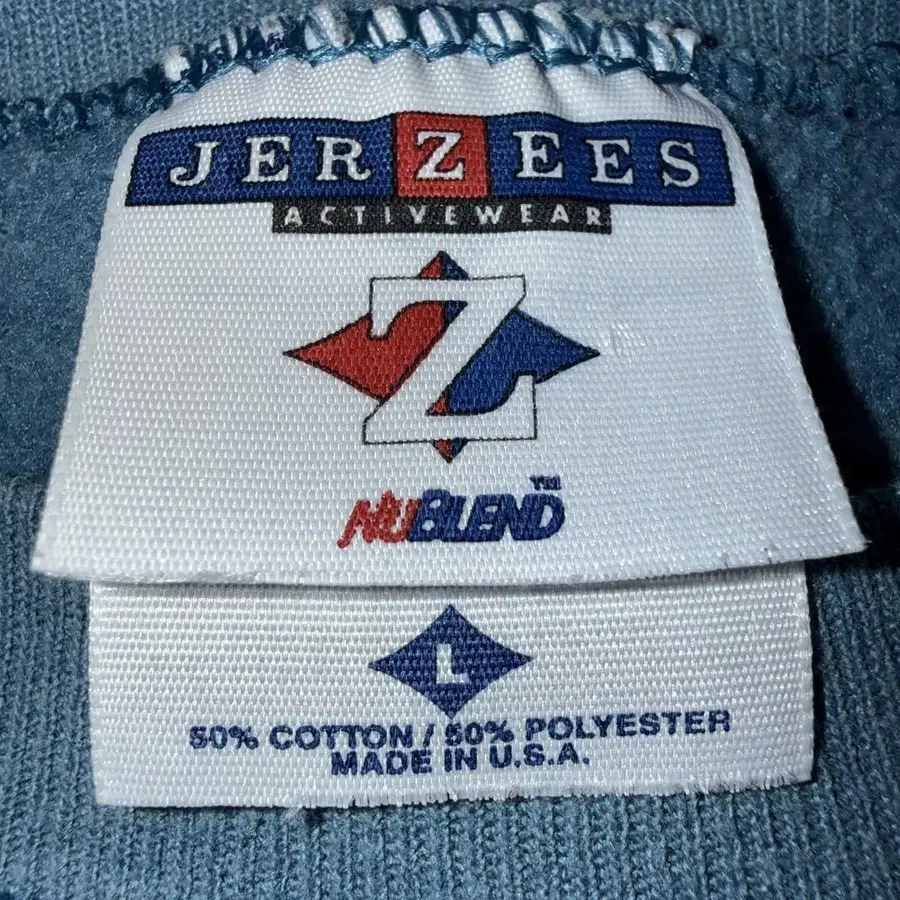 JERZEES
ACTIVEWEAR
Z
NUBLEND™
L
50% COTTON / 50% POLYESTER
MADE IN U.S.A.